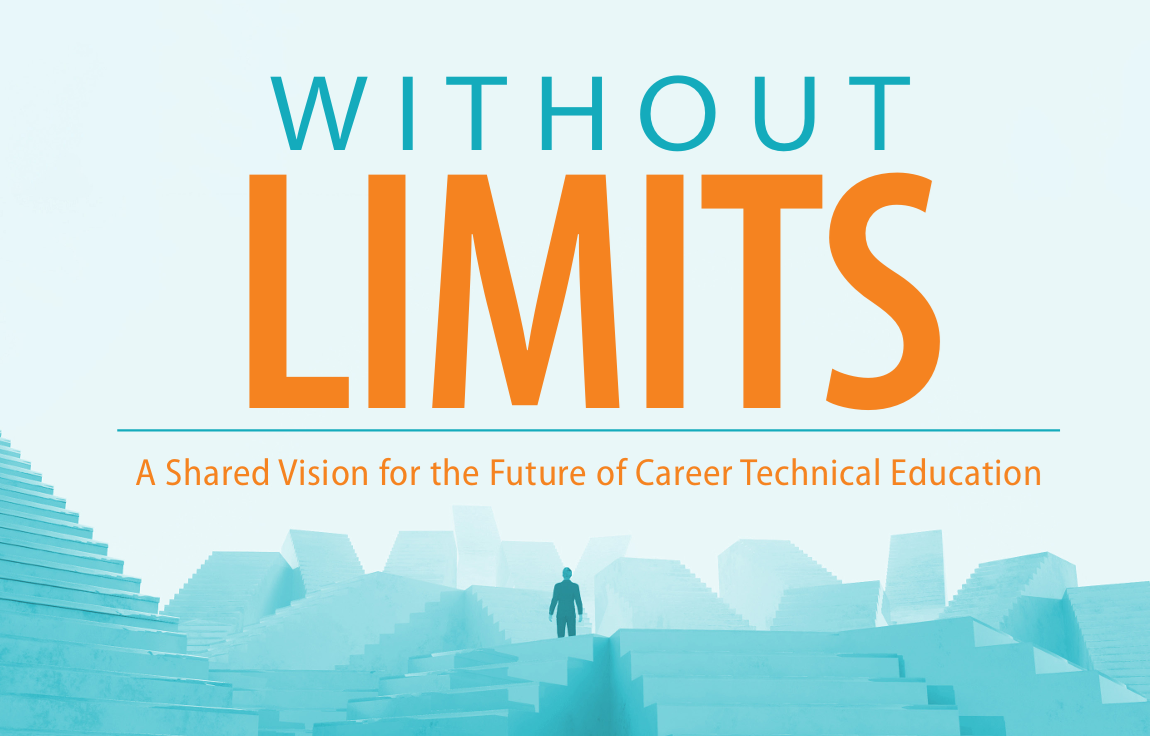 WITHOUT
LIMITS
A Shared Vision for the Future of Career Technical Education